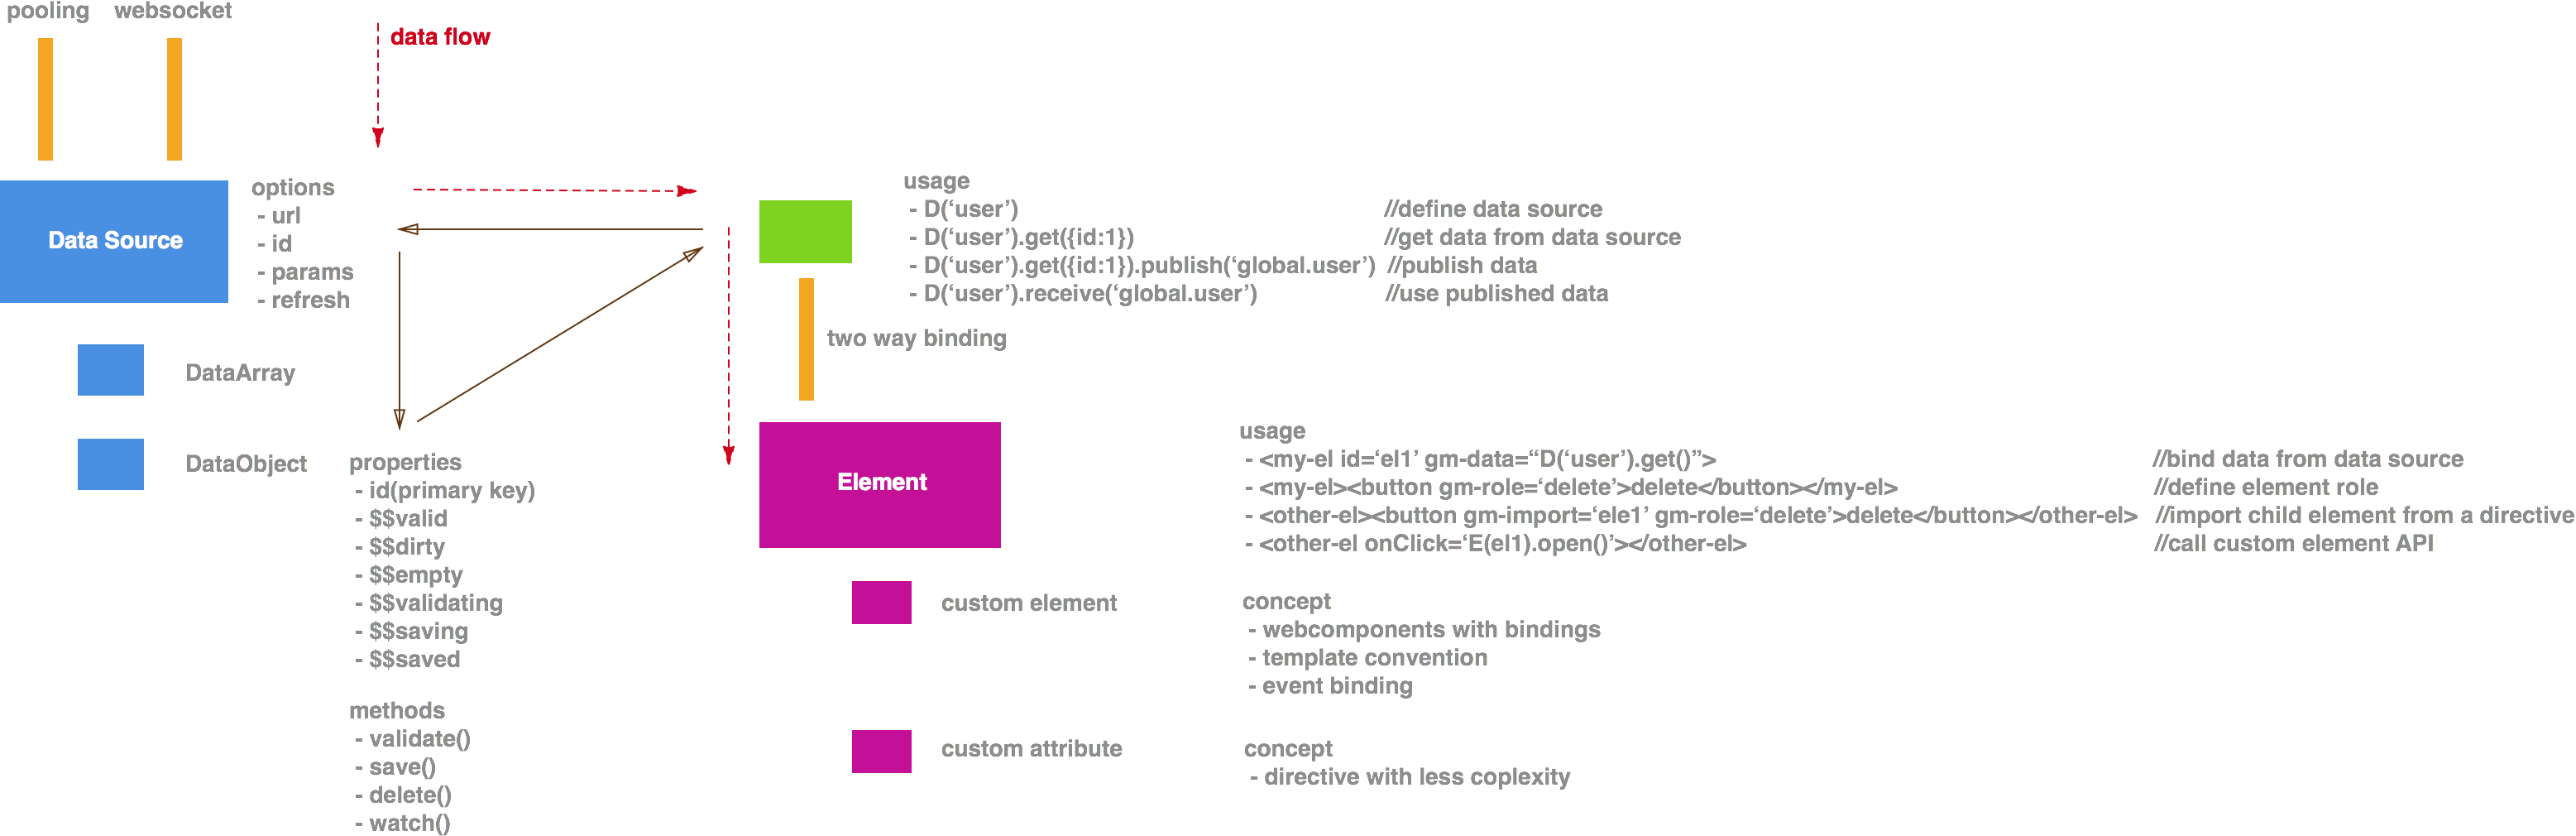 pooling
websocket
data flow
Data Source
options
- url
- id
- params
- refresh
DataArray
DataObject
properties
- id(primary key)
- $$valid
- $$dirty
- $$empty
- $$validating
- $$saving
- $$saved
methods
- validate()
- save()
- delete()
- watch()
usage
- D(‘user’) //define data source
- D(‘user’).get({id:1}) //get data from data source
- D(‘user’).get({id:1}).publish(‘global.user’) //publish data
- D(‘user’).receive(‘global.user’) //use published data
two way binding
Element
usage
- <my-el id=‘el1’ gm-data=“D(‘user’).get()”> //bind data from data source
- <my-el><button gm-role=‘delete’>delete</button></my-el> //define element role
- <other-el><button gm-import=‘ele1’ gm-role=‘delete’>delete</button></other-el> //import child element from a directive
- <other-el onClick=‘E(el1).open()’></other-el> //call custom element API
custom element
concept
- webcomponents with bindings
- template convention
- event binding
custom attribute
concept
- directive with less coplexity